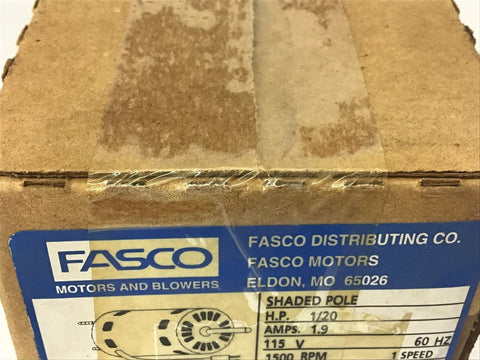 FASCO
MOTORS AND BLOWERS
FASCO DISTRIBUTING CO.
FASCO MOTORS
ELDON, MO 65026
SHADED POLE
H.P. 1/20
AMPS. 1.9
115 V 60 HZ
1500 RPM 1 SPEED